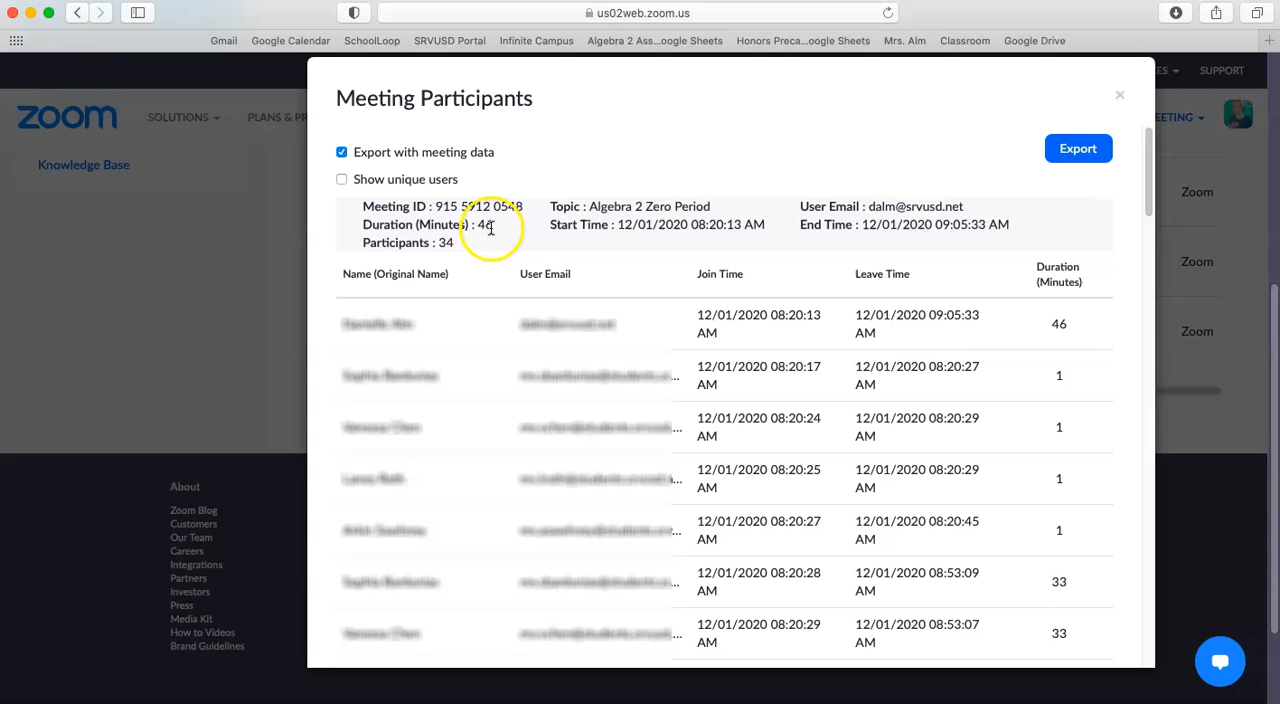 us02web.zoom.us
Gmail Google Calendar SchoolLoop SRVUSD Portal Infinite Campus Algebra 2 Ass...oogle Sheets Honors Preca...oogle Sheets Mrs. Alm Classroom Google Drive
ES SUPPORT
zoom SOLUTIONS PLANS & PR EETING
Knowledge Base
Meeting Participants
×
Export with meeting data
Export
Show unique users
Meeting ID : 915 5912 0548 Topic : Algebra 2 Zero Period User Email : dalm@srvusd.net
Duration (Minutes) : 46 Start Time : 12/01/2020 08:20:13 AM End Time : 12/01/2020 09:05:33 AM
Participants : 34
Name (Original Name) User Email Join Time Leave Time Duration
(Minutes)
12/01/2020 08:20:13 12/01/2020 09:05:33
AM AM
46
12/01/2020 08:20:17 12/01/2020 08:20:27
AM AM
1
12/01/2020 08:20:24 12/01/2020 08:20:29
AM AM
1
12/01/2020 08:20:25 12/01/2020 08:20:29
AM AM
1
12/01/2020 08:20:27 12/01/2020 08:20:45
AM AM
1
12/01/2020 08:20:28 12/01/2020 08:53:09
AM AM
33
12/01/2020 08:20:29 12/01/2020 08:53:07
AM AM
33
Zoom
Zoom
Zoom
About
Zoom Blog
Customers
Our Team
Careers
Integrations
Partners
Investors
Press
Media Kit
How to Videos
Brand Guidelines